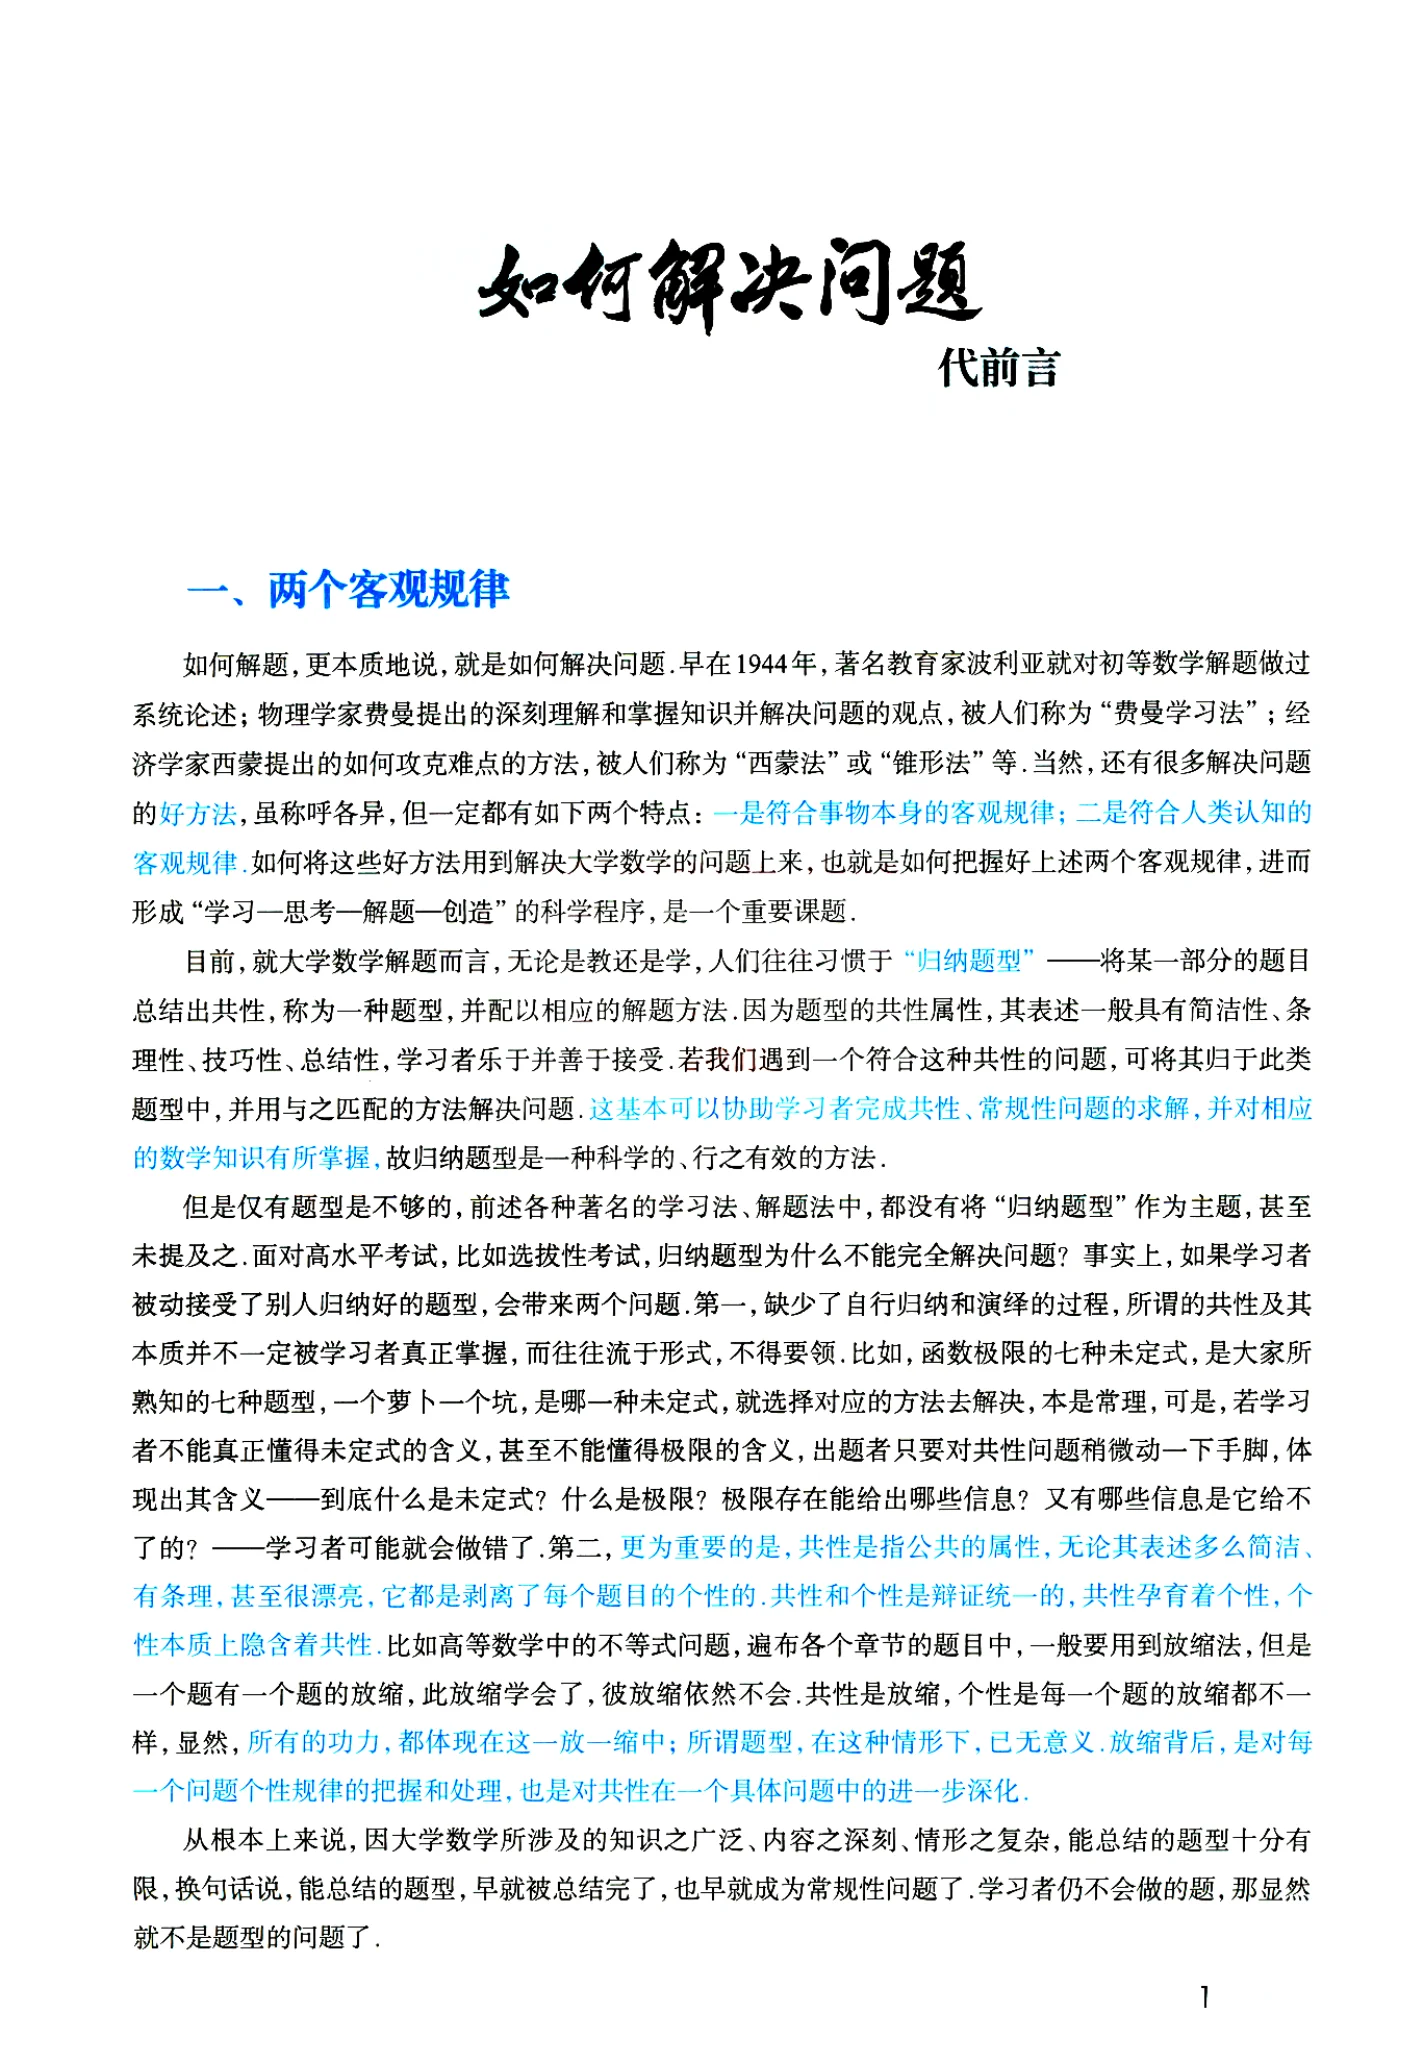 如何解决问题
代前言
一、两个客观规律
如何解题,更本质地说,就是如何解决问题.早在1944年,著名教育家波利亚就对初等数学解题做过
系统论述；物理学家费曼提出的深刻理解和掌握知识并解决问题的观点,被人们称为“费曼学习法”；经
济学家西蒙提出的如何攻克难点的方法,被人们称为“西蒙法”或“锥形法”等.当然,还有很多解决问题
的好方法,虽称呼各异,但一定都有如下两个特点：一是符合事物本身的客观规律；二是符合人类认知的
客观规律.如何将这些好方法用到解决大学数学的问题上来,也就是如何把握好上述两个客观规律,进而
形成“学习—思考—解题—创造”的科学程序,是一个重要课题.
目前,就大学数学解题而言,无论是教还是学,人们往往习惯于“归纳题型”——将某一部分的题目
总结出共性,称为一种题型,并配以相应的解题方法.因为题型的共性属性,其表述一般具有简洁性、条
理性、技巧性、总结性,学习者乐于并善于接受.若我们遇到一个符合这种共性的问题,可将其归于此类
题型中,并用与之匹配的方法解决问题.这基本可以协助学习者完成共性、常规性问题的求解,并对相应
的数学知识有所掌握,故归纳题型是一种科学的、行之有效的方法.
但是仅有题型是不够的,前述各种著名的学习法、解题法中,都没有将“归纳题型”作为主题,甚至
未提及之.面对高水平考试,比如选拔性考试,归纳题型为什么不能完全解决问题？事实上,如果学习者
被动接受了别人归纳好的题型,会带来两个问题.第一,缺少了自行归纳和演绎的过程,所谓的共性及其
本质并不一定被学习者真正掌握,而往往流于形式,不得要领.比如,函数极限的七种未定式,是大家所
熟知的七种题型,一个萝卜一个坑,是哪一种未定式,就选择对应的方法去解决,本是常理,可是,若学习
者不能真正懂得未定式的含义,甚至不能懂得极限的含义,出题者只要对共性问题稍微动一下手脚,体
现出其含义——到底什么是未定式？什么是极限？极限存在能给出哪些信息？又有哪些信息是它给不
了的？——学习者可能就会做错了.第二,更为重要的是,共性是指公共的属性,无论其表述多么简洁、
有条理,甚至很漂亮,它都是剥离了每个题目的个性的.共性和个性是辩证统一的,共性孕育着个性,个
性本质上隐含着共性.比如高等数学中的不等式问题,遍布各个章节的题目中,一般要用到放缩法,但是
一个题有一个题的放缩,此放缩学会了,彼放缩依然不会.共性是放缩,个性是每一个题的放缩都不一
样,显然,所有的功力,都体现在这一放一缩中；所谓题型,在这种情形下,已无意义.放缩背后,是对每
一个问题个性规律的把握和处理,也是对共性在一个具体问题中的进一步深化.
从根本上来说,因大学数学所涉及的知识之广泛、内容之深刻、情形之复杂,能总结的题型十分有
限,换句话说,能总结的题型,早就被总结完了,也早就成为常规性问题了.学习者仍不会做的题,那显然
就不是题型的问题了.
1